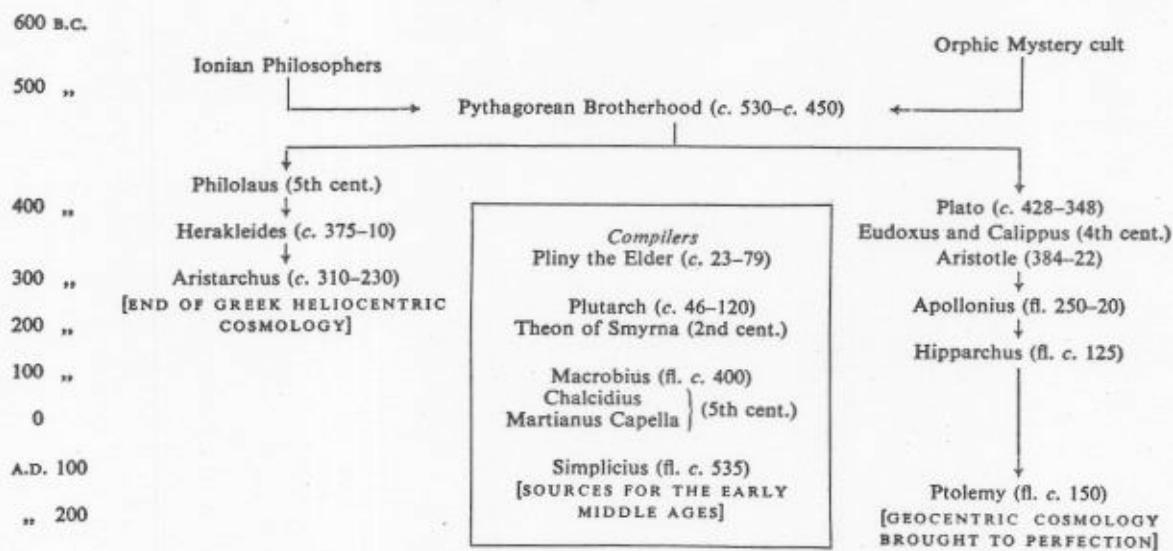 600 B.C.
Orphic Mystery cult
Ionian Philosophers
500 „
Pythagorean Brotherhood (c. 530–c. 450)
Philolaus (5th cent.)
400 „
Herakleides (c. 375–10)
Aristarchus (c. 310–230)
300 „
[END OF GREEK HELIOCENTRIC
COSMOLOGY]
200 „
100 „
0
A.D. 100
„ 200
Compilers
Pliny the Elder (c. 23–79)
Plutarch (c. 46–120)
Theon of Smyrna (2nd cent.)
Macrobius (fl. c. 400)
Chalcidius
Martianus Capella } (5th cent.)
Simplicius (fl. c. 535)
[SOURCES FOR THE EARLY
MIDDLE AGES]
Plato (c. 428–348)
Eudoxus and Calippus (4th cent.)
Aristotle (384–22)
Apollonius (fl. 250–20)
Hipparchus (fl. c. 125)
Ptolemy (fl. c. 150)
[GEOCENTRIC COSMOLOGY
BROUGHT TO PERFECTION]